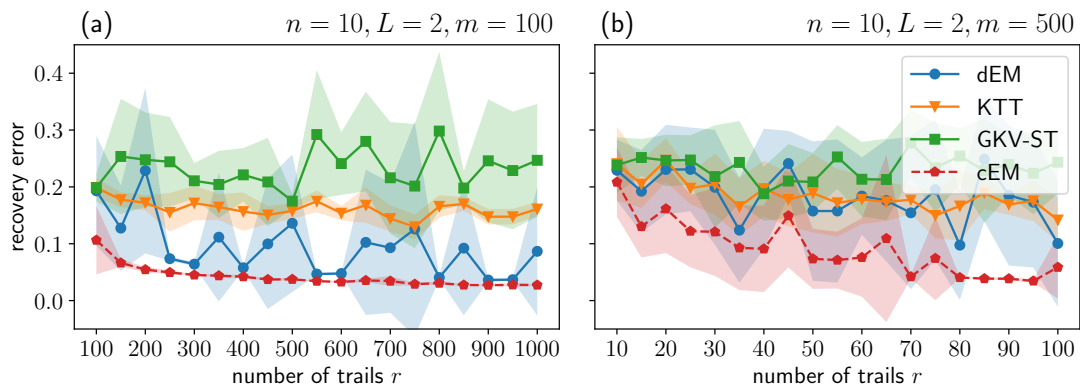 (a) n = 10, L = 2, m = 100
recovery error
0.4
0.3
0.2
0.1
0.0
100 200 300 400 500 600 700 800 900 1000
number of trails r
(b) n = 10, L = 2, m = 500
dEM
KTT
GKV-ST
cEM
10 20 30 40 50 60 70 80 90 100
number of trails r